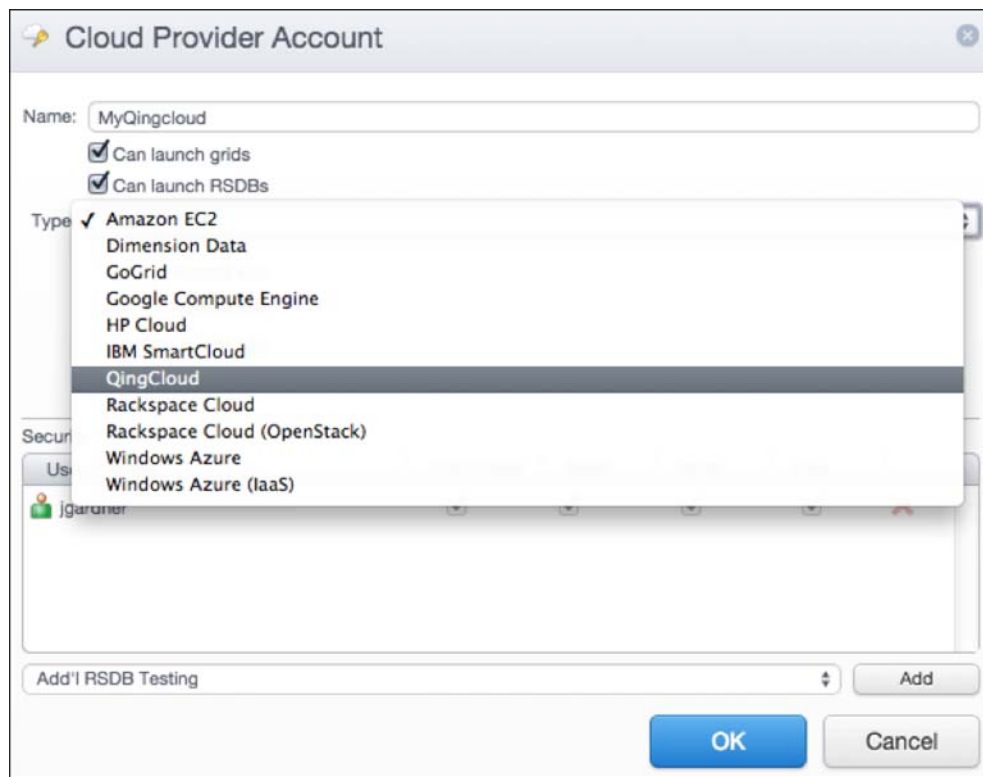 Cloud Provider Account
Name: MyQingcloud
Can launch grids
Can launch RSDBs
Type ✓ Amazon EC2
Dimension Data
GoGrid
Google Compute Engine
HP Cloud
IBM SmartCloud
QingCloud
Rackspace Cloud
Rackspace Cloud (OpenStack)
Windows Azure
Windows Azure (IaaS)
Securi
Us
jgardner
Add'l RSDB Testing Add
OK Cancel